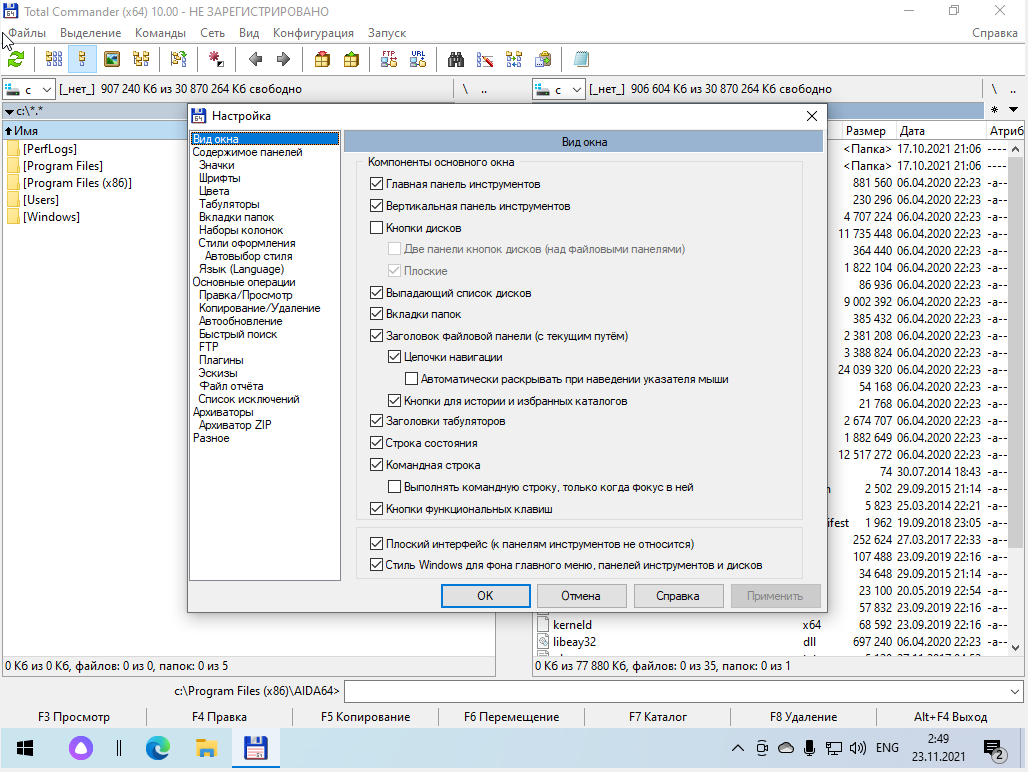 Total Commander (x64) 10.00 - НЕ ЗАРЕГИСТРИРОВАНО
Файлы Выделение Команды Сеть Вид Конфигурация Запуск Справка
FTP URL
c [_нет_] 907 240 Кб из 30 870 264 Кб свободно \ ..
c [_нет_] 906 604 Кб из 30 870 264 Кб свободно \ ..
c:\*.*
Имя
[PerfLogs]
[Program Files]
[Program Files (x86)]
[Users]
[Windows]
0 Кб из 0 Кб, файлов: 0 из 0, папок: 0 из 5
Настройка
Вид окна
Содержимое панелей
Значки
Шрифты
Цвета
Табуляторы
Вкладки папок
Наборы колонок
Стили оформления
Автовыбор стиля
Язык (Language)
Основные операции
Правка/Просмотр
Копирование/Удаление
Автообновление
Быстрый поиск
FTP
Плагины
Эскизы
Файл отчёта
Список исключений
Архиваторы
Архиватор ZIP
Разное
Вид окна
Компоненты основного окна
Главная панель инструментов
Вертикальная панель инструментов
Кнопки дисков
Две панели кнопок дисков (над файловыми панелями)
Плоские
Выпадающий список дисков
Вкладки папок
Заголовок файловой панели (с текущим путём)
Цепочки навигации
Автоматически раскрывать при наведении указателя мыши
Кнопки для истории и избранных каталогов
Заголовки табуляторов
Строка состояния
Командная строка
Выполнять командную строку, только когда фокус в ней
Кнопки функциональных клавиш
Плоский интерфейс (к панелям инструментов не относится)
Стиль Windows для фона главного меню, панелей инструментов и дисков
OK Отмена Справка Применить
Размер Дата Атриб
<Папка> 17.10.2021 21:06 ----
<Папка> 17.10.2021 21:06 ----
881 560 06.04.2020 22:23 -a--
230 296 06.04.2020 22:23 -a--
4 707 224 06.04.2020 22:23 -a--
11 735 448 06.04.2020 22:23 -a--
364 440 06.04.2020 22:23 -a--
1 822 104 06.04.2020 22:23 -a--
86 936 06.04.2020 22:23 -a--
9 002 392 06.04.2020 22:23 -a--
385 432 06.04.2020 22:23 -a--
2 381 208 06.04.2020 22:23 -a--
3 388 824 06.04.2020 22:23 -a--
24 039 320 06.04.2020 22:23 -a--
54 168 06.04.2020 22:23 -a--
21 768 06.04.2020 22:23 -a--
2 674 707 06.04.2020 22:23 -a--
1 882 649 06.04.2020 22:23 -a--
12 517 272 06.04.2020 22:23 -a--
74 30.07.2014 18:43 -a--
2 502 29.09.2015 21:14 -a--
5 823 25.03.2014 22:21 -a--
ifest 1 962 19.09.2018 23:05 -a--
252 624 27.03.2017 22:33 -a--
107 488 23.09.2019 22:16 -a--
34 648 29.09.2015 21:14 -a--
23 100 20.05.2019 22:54 -a--
57 832 23.09.2019 22:16 -a--
kerneld x64 68 592 23.09.2019 22:16 -a--
libeay32 dll 697 240 06.04.2020 22:23 -a--
0 Кб из 77 880 Кб, файлов: 0 из 35, папок: 0 из 1
c:\Program Files (x86)\AIDA64>
F3 Просмотр F4 Правка F5 Копирование F6 Перемещение F7 Каталог F8 Удаление Alt+F4 Выход
ENG 2:49
23.11.2021
2